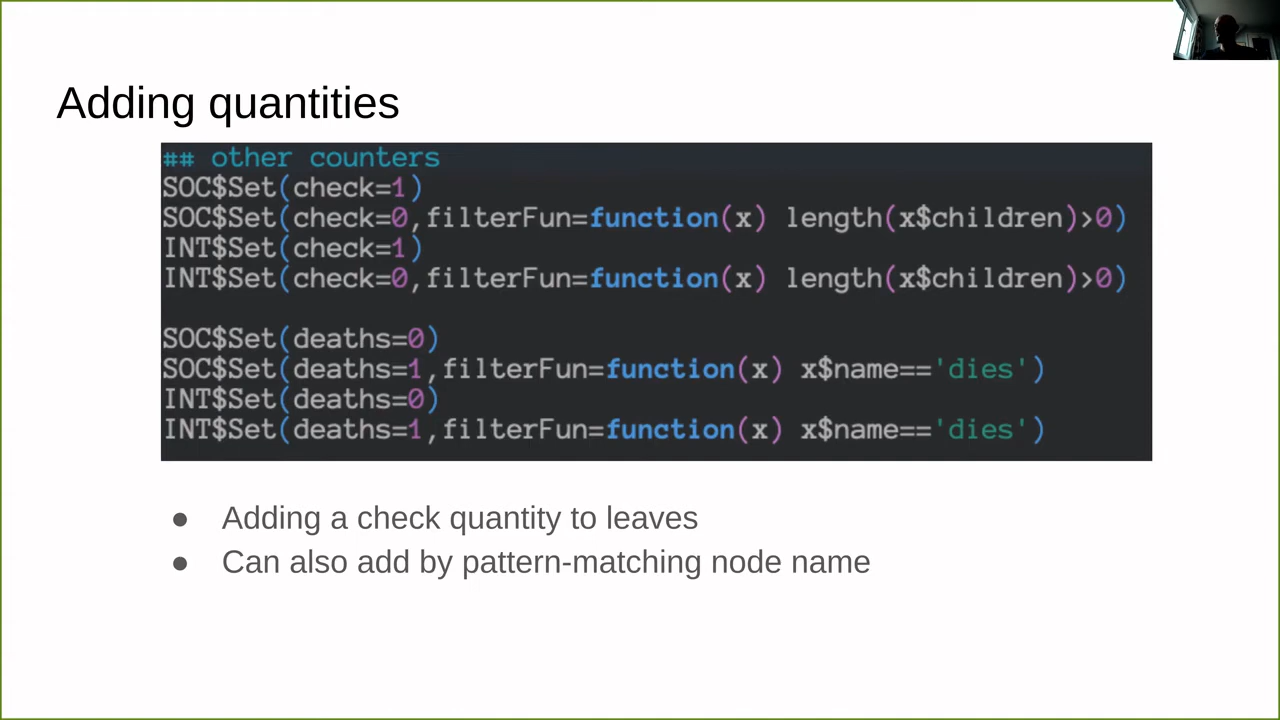 Adding quantities
## other counters
SOC$Set(check=1)
SOC$Set(check=0,filterFun=function(x) length(x$children)>0)
INT$Set(check=1)
INT$Set(check=0,filterFun=function(x) length(x$children)>0)
SOC$Set(deaths=0)
SOC$Set(deaths=1,filterFun=function(x) x$name=='dies')
INT$Set(deaths=0)
INT$Set(deaths=1,filterFun=function(x) x$name=='dies')
● Adding a check quantity to leaves
● Can also add by pattern-matching node name